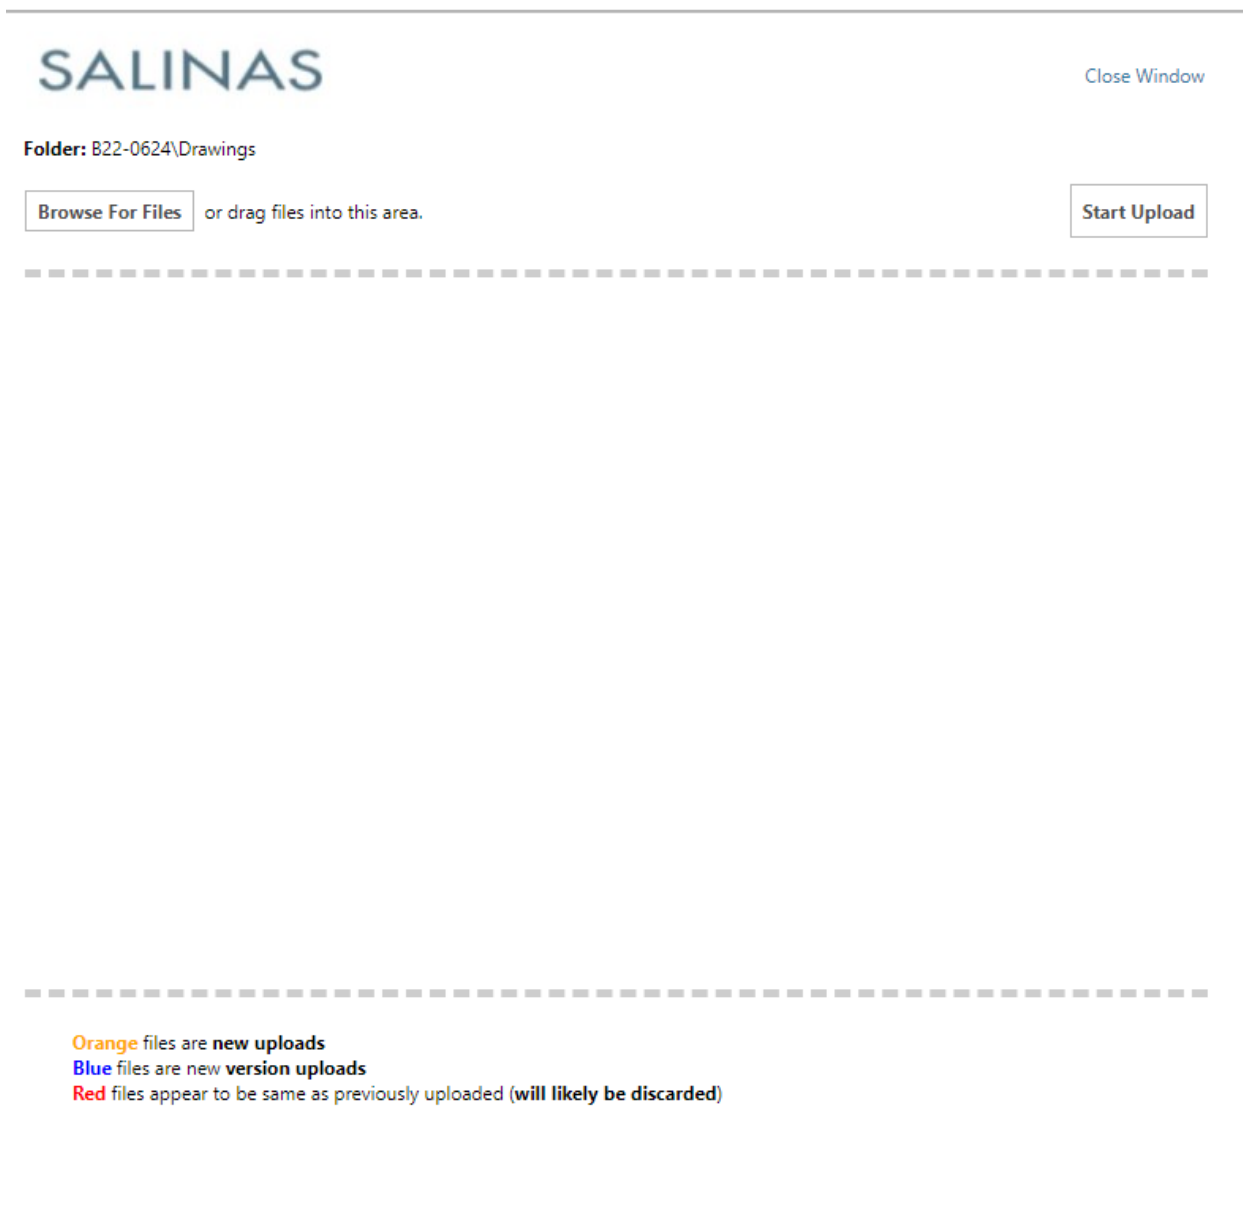 SALINAS
Close Window
Folder: B22-0624\Drawings
Browse For Files or drag files into this area.
Start Upload
Orange files are new uploads
Blue files are new version uploads
Red files appear to be same as previously uploaded (will likely be discarded)